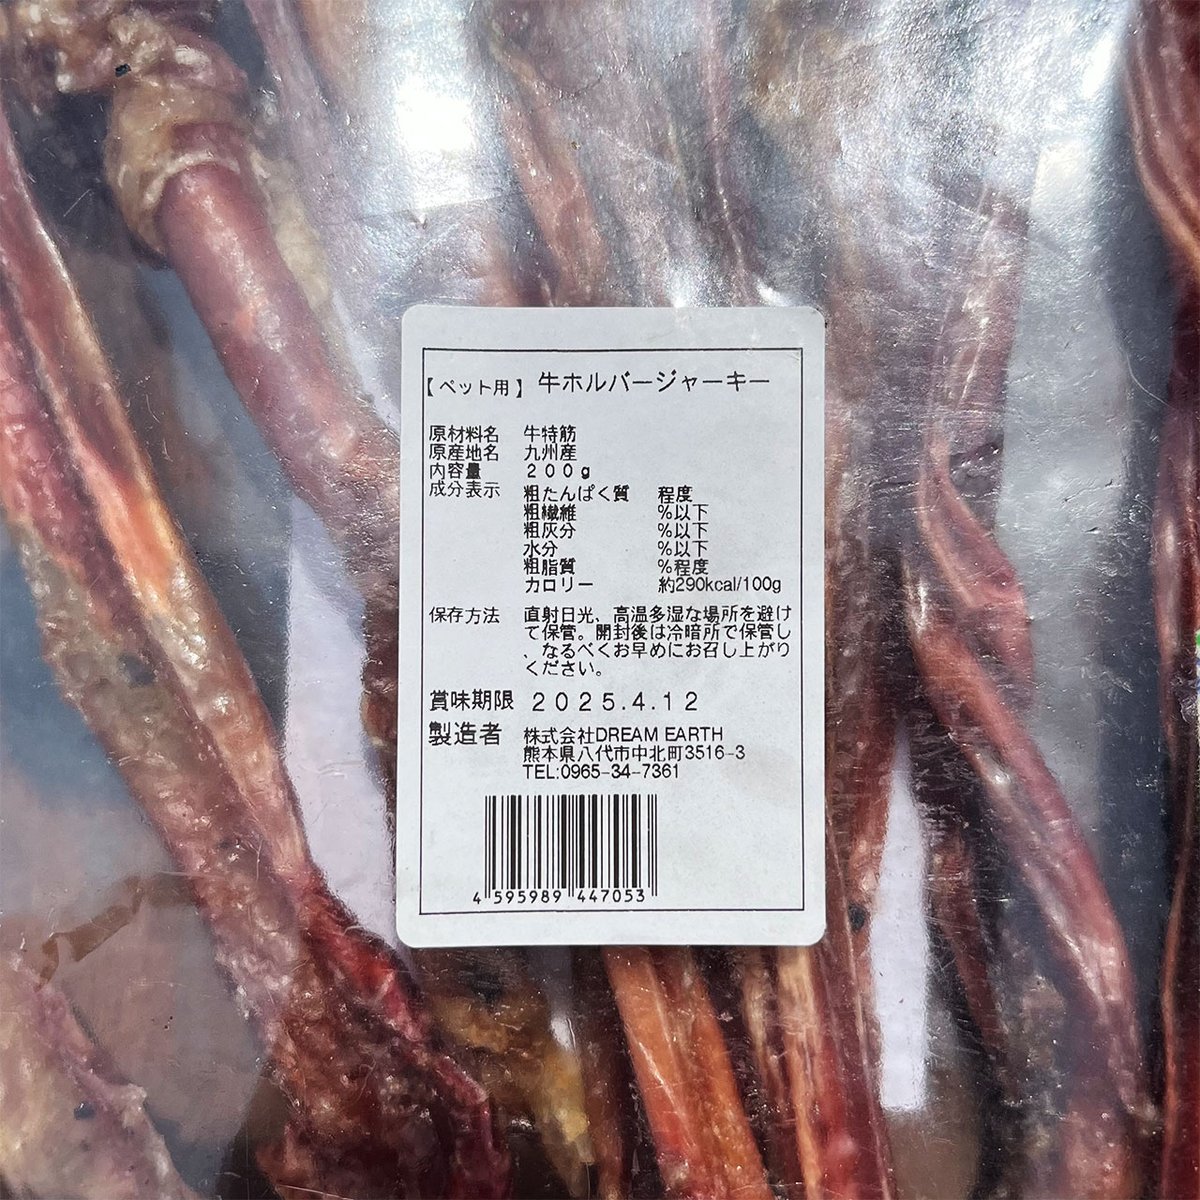 【ペット用】 牛ホルバージャーキー
原材料名 牛特筋
原産地名 九州産
内容量 200g
成分表示
粗たんぱく質 程度
粗繊維 %以下
粗灰分 %以下
水分 %以下
粗脂質 %程度
カロリー 約290kcal/100g
保存方法 直射日光、高温多湿な場所を避け
て保管。開封後は冷暗所で保管し
、なるべくお早めにお召し上がり
ください。
賞味期限 2025.4.12
製造者 株式会社DREAM EARTH
熊本県八代市中北町3516-3
TEL:0965-34-7361
4 595989 447053